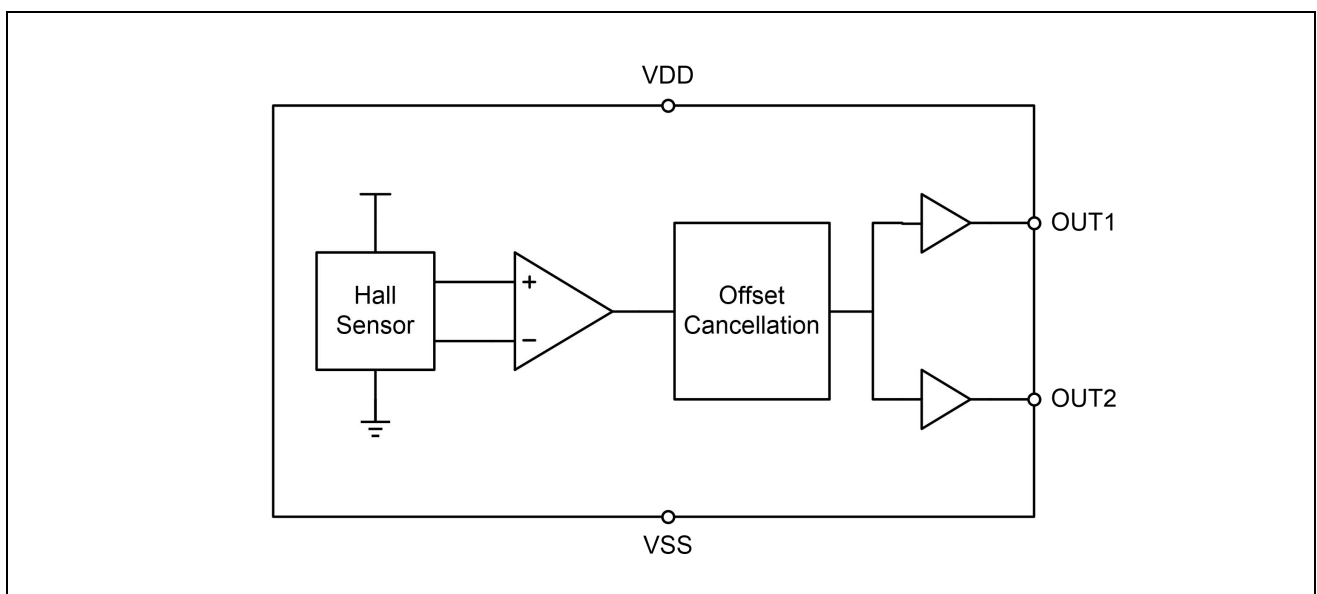 VDD
Hall
Sensor
+
−
Offset
Cancellation
OUT1
OUT2
VSS